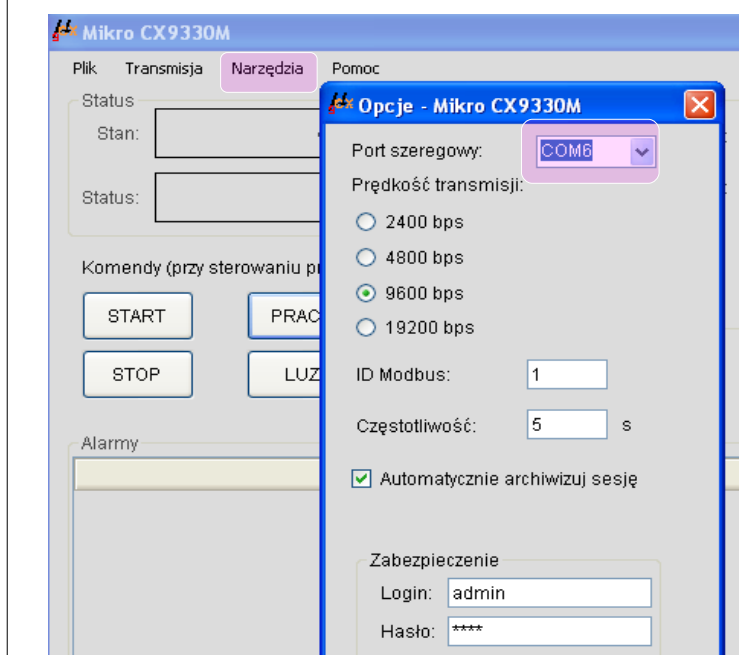 Mikro CX9330M
Plik Transmisja Narzędzia Pomoc
Status
Stan:
Status:
Komendy (przy sterowaniu
START
STOP
LUZ
Alarmy
Opcje - Mikro CX9330M
Port szeregowy: COM6
Prędkość transmisji:
2400 bps
4800 bps
9600 bps
19200 bps
ID Modbus: 1
Częstotliwość: 5 s
Automatycznie archiwizuj sesję
Zabezpieczenie
Login: admin
Hasło: ****